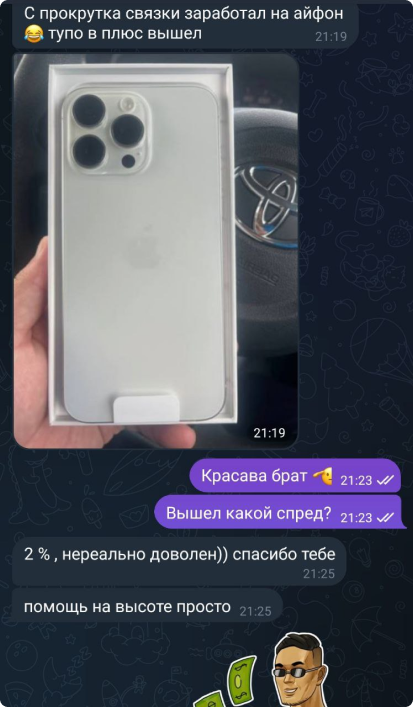 С прокрутка связки заработал на айфон
😂 тупо в плюс вышел 21:19
21:19
Красава брат 🫡 21:23
Вышел какой спред? 21:23
2 % , нереально доволен)) спасибо тебе
21:25
помощь на высоте просто 21:25